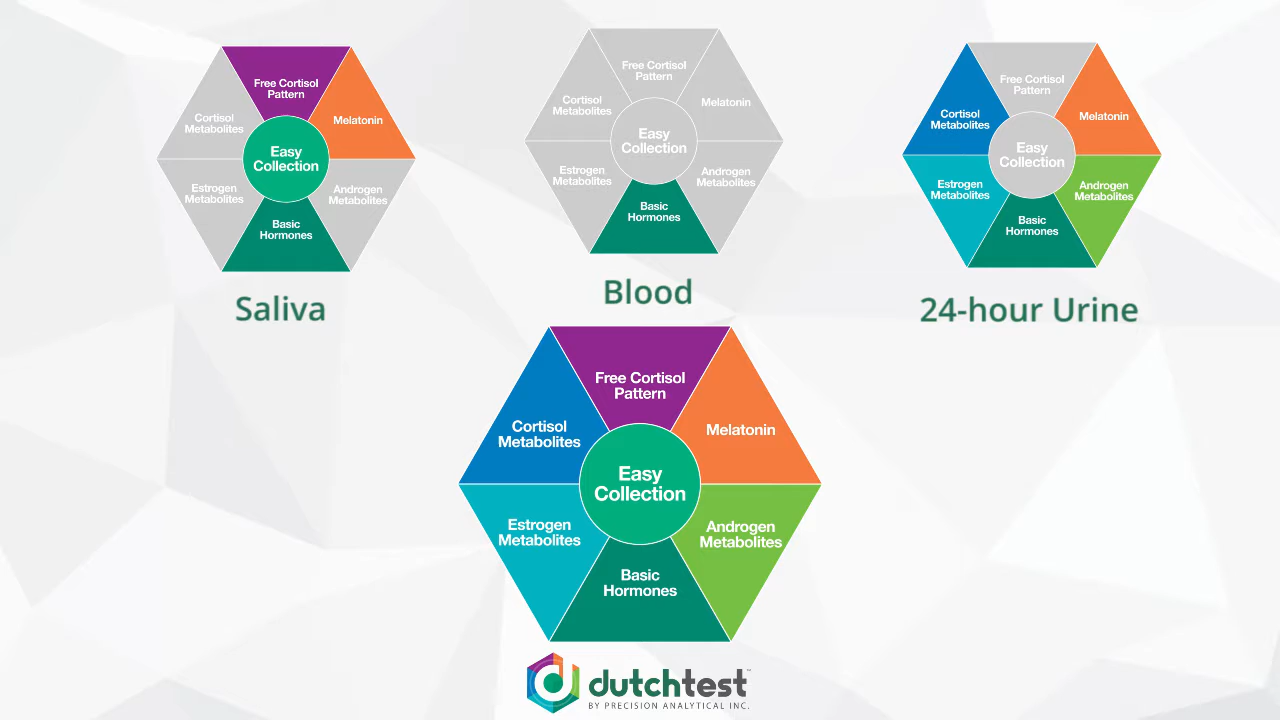 Free Cortisol
Pattern
Melatonin
Cortisol
Metabolites
Easy
Collection
Estrogen
Metabolites
Androgen
Metabolites
Basic
Hormones
Saliva
Free Cortisol
Pattern
Cortisol
Metabolites
Melatonin
Easy
Collection
Estrogen
Metabolites
Androgen
Metabolites
Basic
Hormones
Blood
Free Cortisol
Pattern
Cortisol
Metabolites
Melatonin
Easy
Collection
Estrogen
Metabolites
Androgen
Metabolites
Basic
Hormones
24-hour Urine
Free Cortisol
Pattern
Cortisol
Metabolites
Melatonin
Easy
Collection
Estrogen
Metabolites
Androgen
Metabolites
Basic
Hormones
dutchtest™
BY PRECISION ANALYTICAL INC.